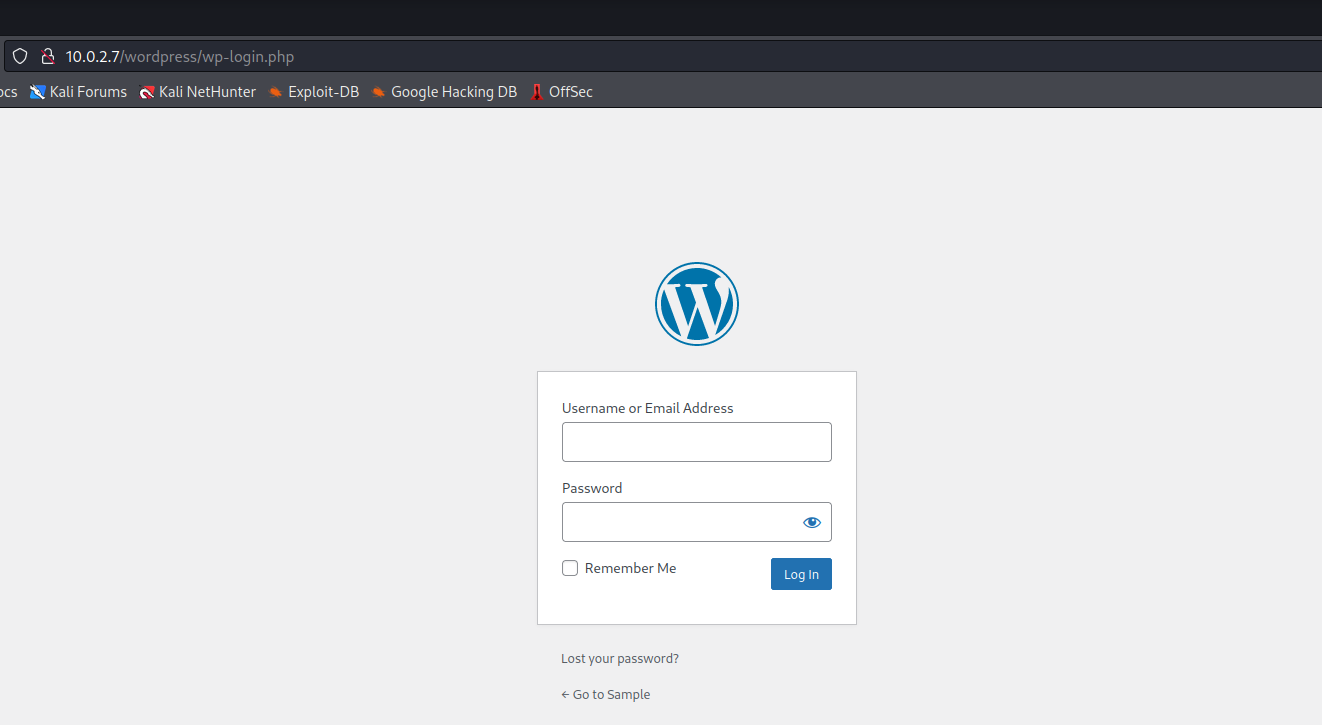 10.0.2.7/wordpress/wp-login.php
ocs Kali Forums Kali NetHunter Exploit-DB Google Hacking DB OffSec
Username or Email Address
Password
Remember Me
Log In
Lost your password?
← Go to Sample